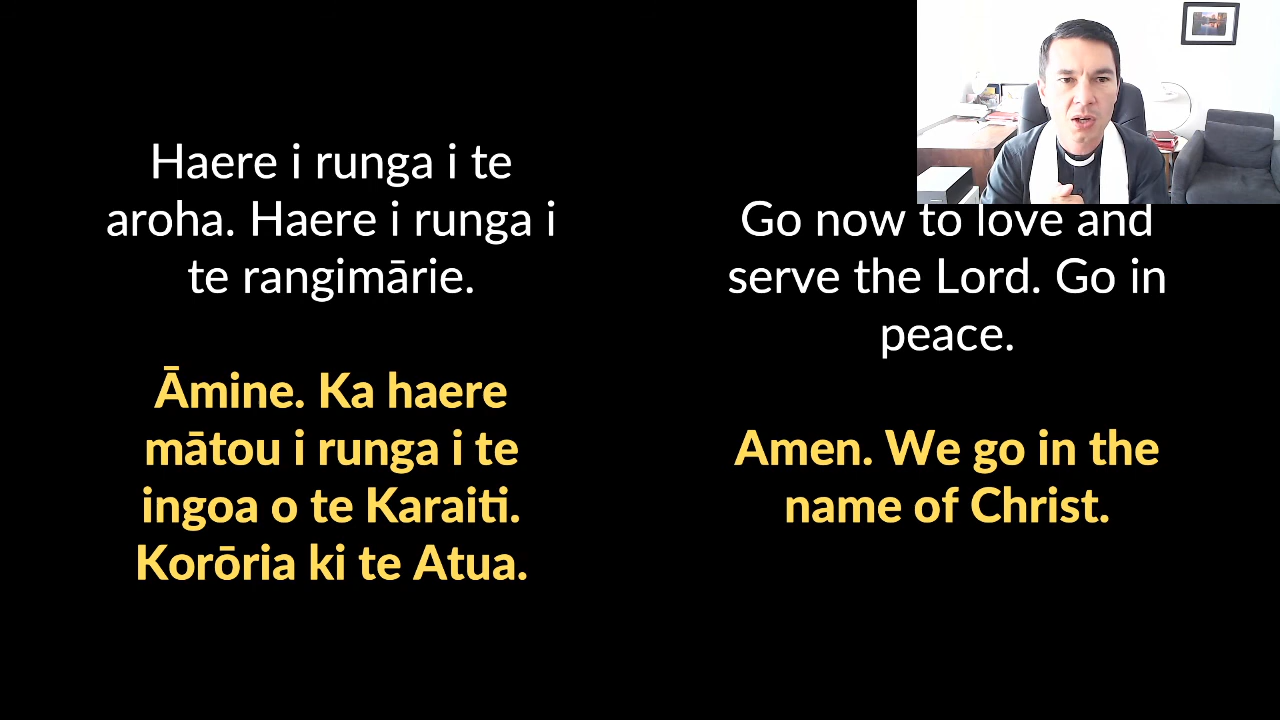 Haere i runga i te
aroha. Haere i runga i
te rangimārie.
Āmine. Ka haere
mātou i runga i te
ingoa o te Karaiti.
Korōria ki te Atua.
Go now to love and
serve the Lord. Go in
peace.
Amen. We go in the
name of Christ.